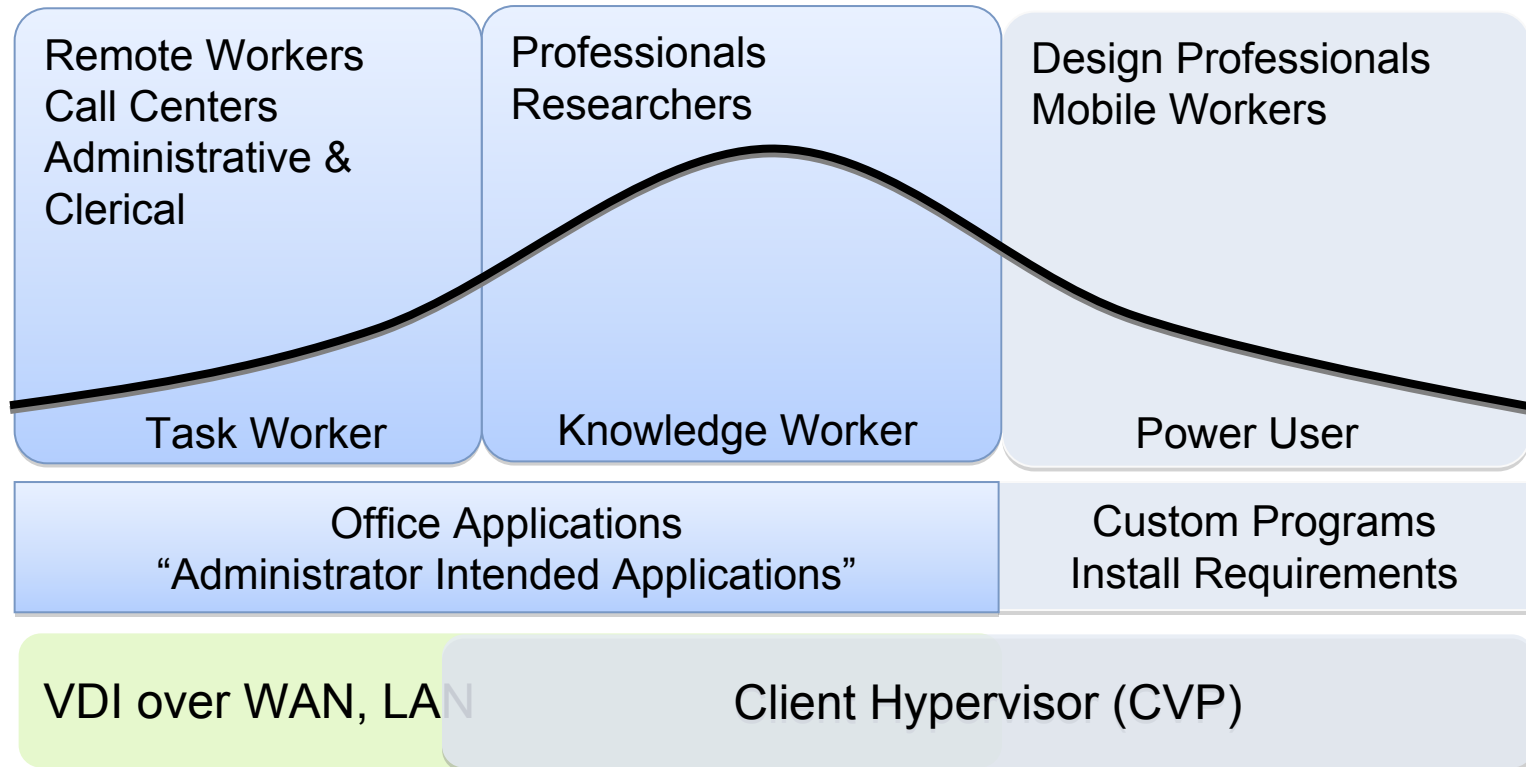 Remote Workers
Call Centers
Administrative &
Clerical
Task Worker
Professionals
Researchers
Knowledge Worker
Design Professionals
Mobile Workers
Power User
Office Applications
“Administrator Intended Applications”
Custom Programs
Install Requirements
VDI over WAN, LAN
Client Hypervisor (CVP)